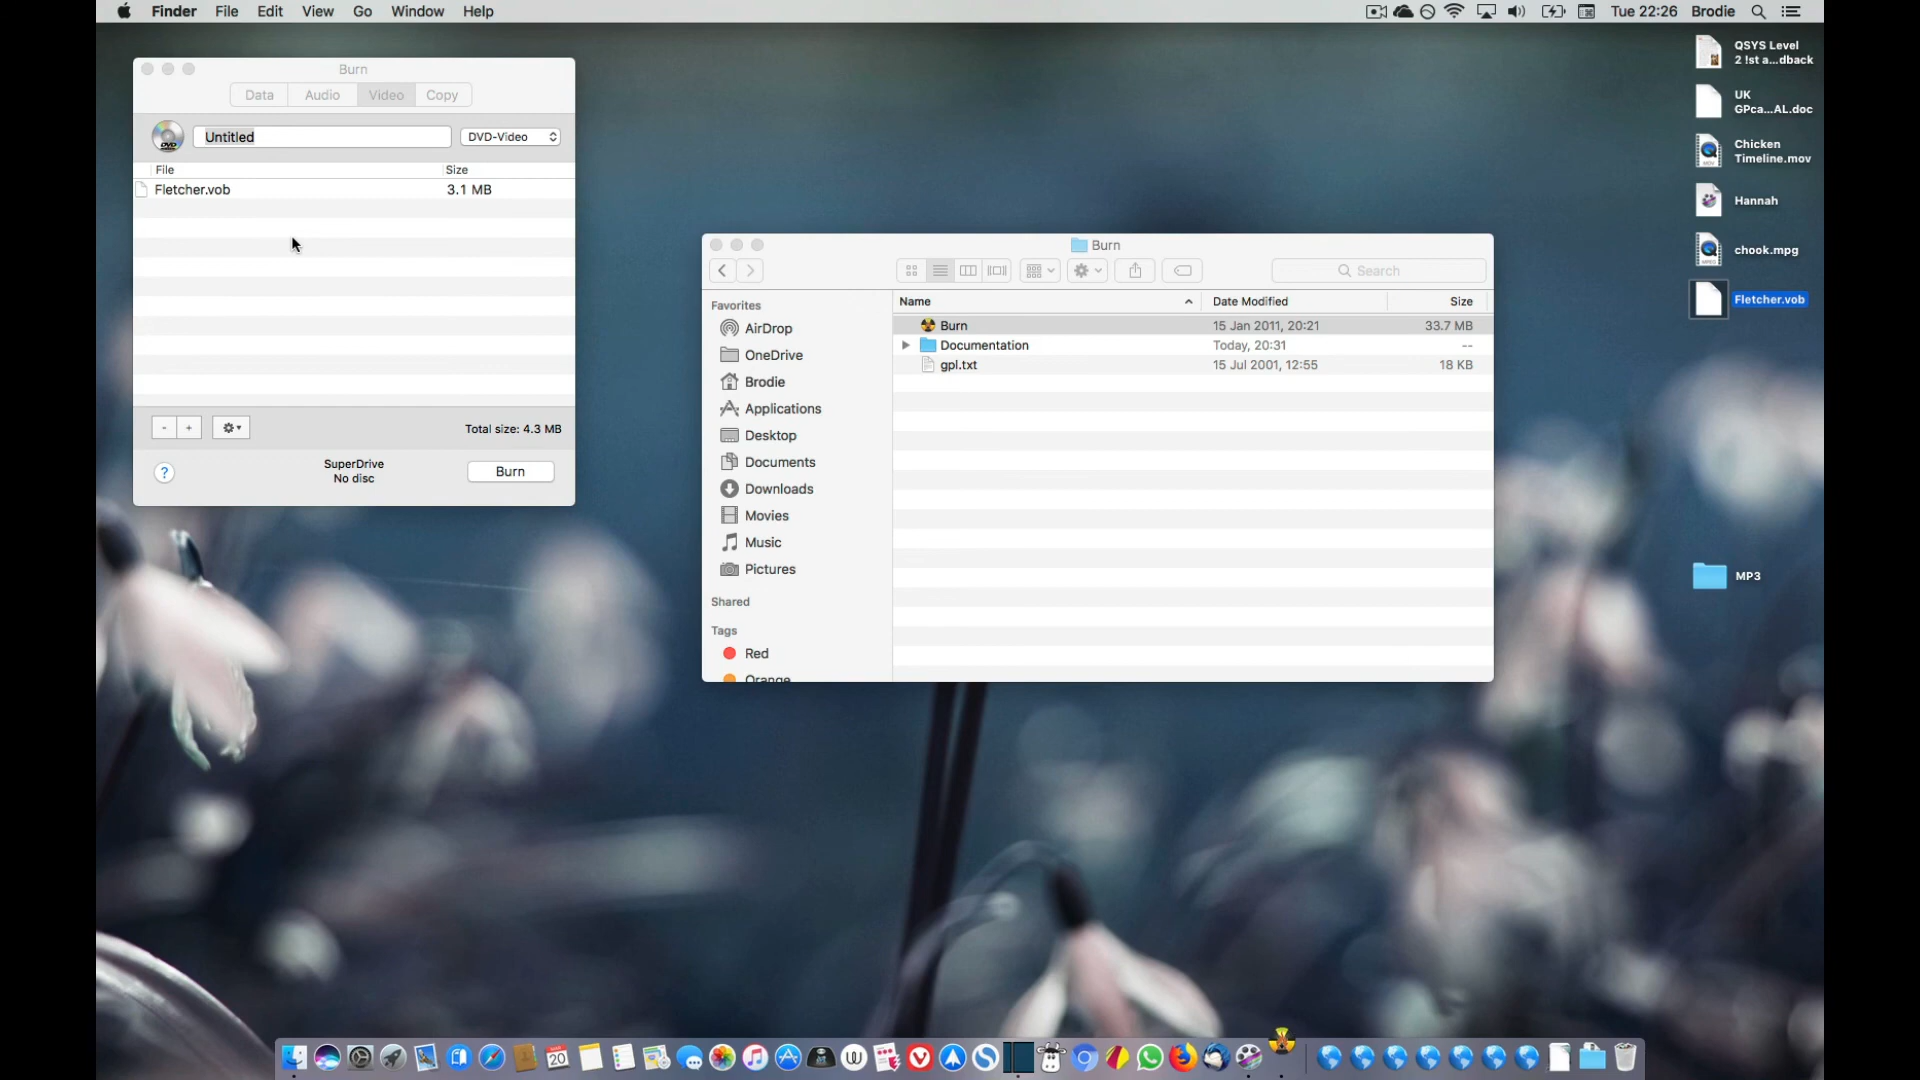 Finder File Edit View Go Window Help
Tue 22:26 Brodie
Burn
Data Audio Video Copy
DVD
Untitled
DVD-Video
File Size
Fletcher.vob 3.1 MB
- +
Total size: 4.3 MB
?
SuperDrive
No disc
Burn
Burn
Search
Favorites
AirDrop
OneDrive
Brodie
Applications
Desktop
Documents
Downloads
Movies
Music
Pictures
Shared
Tags
Red
Orange
Name Date Modified Size
Burn 15 Jan 2011, 20:21 33.7 MB
Documentation Today, 20:31 --
gpl.txt 15 Jul 2001, 12:55 18 KB
QSYS Level
2 !st a...dback
UK
GPca...AL.doc
Chicken
Timeline.mov
Hannah
chook.mpg
Fletcher.vob
MP3
20